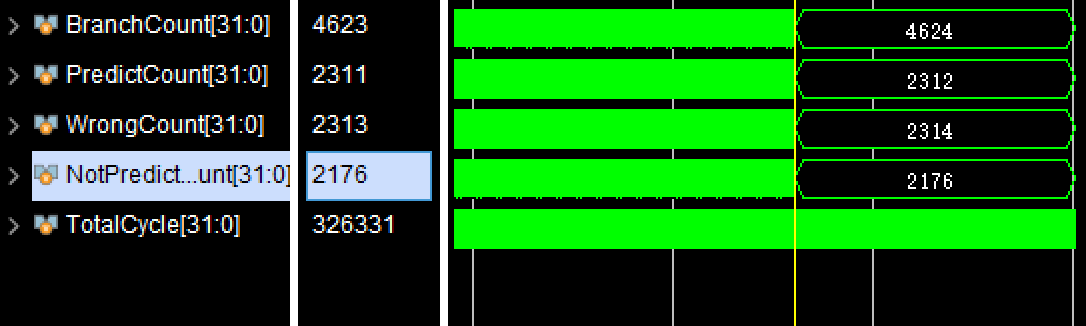 BranchCount[31:0] 4623 4624
PredictCount[31:0] 2311 2312
WrongCount[31:0] 2313 2314
NotPredict...unt[31:0] 2176 2176
TotalCycle[31:0] 326331